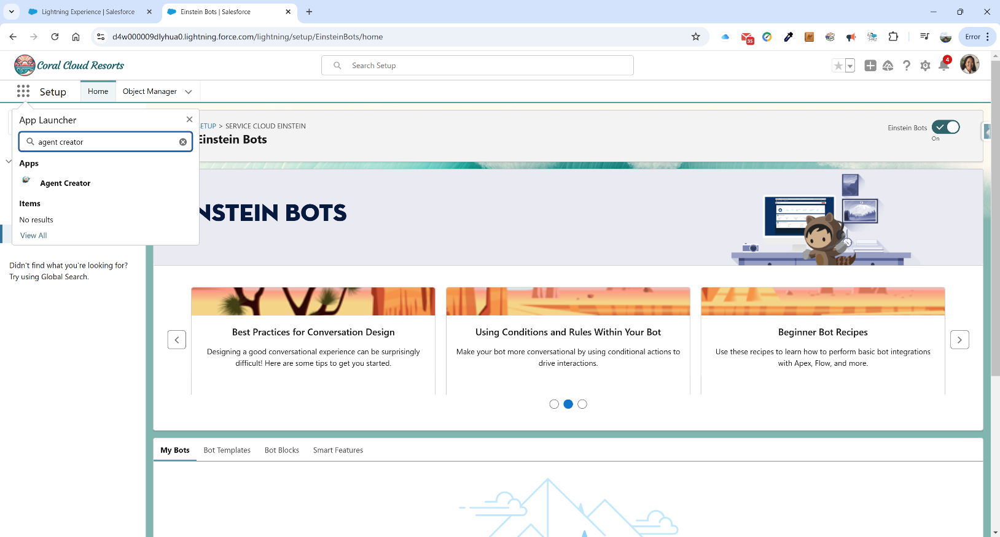 Lightning Experience | Salesforce
Einstein Bots | Salesforce
d4w000009dlyhua0.lightning.force.com/lightning/setup/EinsteinBots/home
35
Error
Coral Cloud Resorts
Search Setup
4
Setup
Home
Object Manager
App Launcher
agent creator
Apps
Agent Creator
Items
No results
View All
Didn't find what you're looking for?
Try using Global Search.
SETUP > SERVICE CLOUD EINSTEIN
Einstein Bots
Einstein Bots
On
NSTEIN BOTS
Best Practices for Conversation Design
Designing a good conversational experience can be surprisingly
difficult! Here are some tips to get you started.
Using Conditions and Rules Within Your Bot
Make your bot more conversational by using conditional actions to
drive interactions.
Beginner Bot Recipes
Use these recipes to learn how to perform basic bot integrations
with Apex, Flow, and more.
My Bots
Bot Templates
Bot Blocks
Smart Features